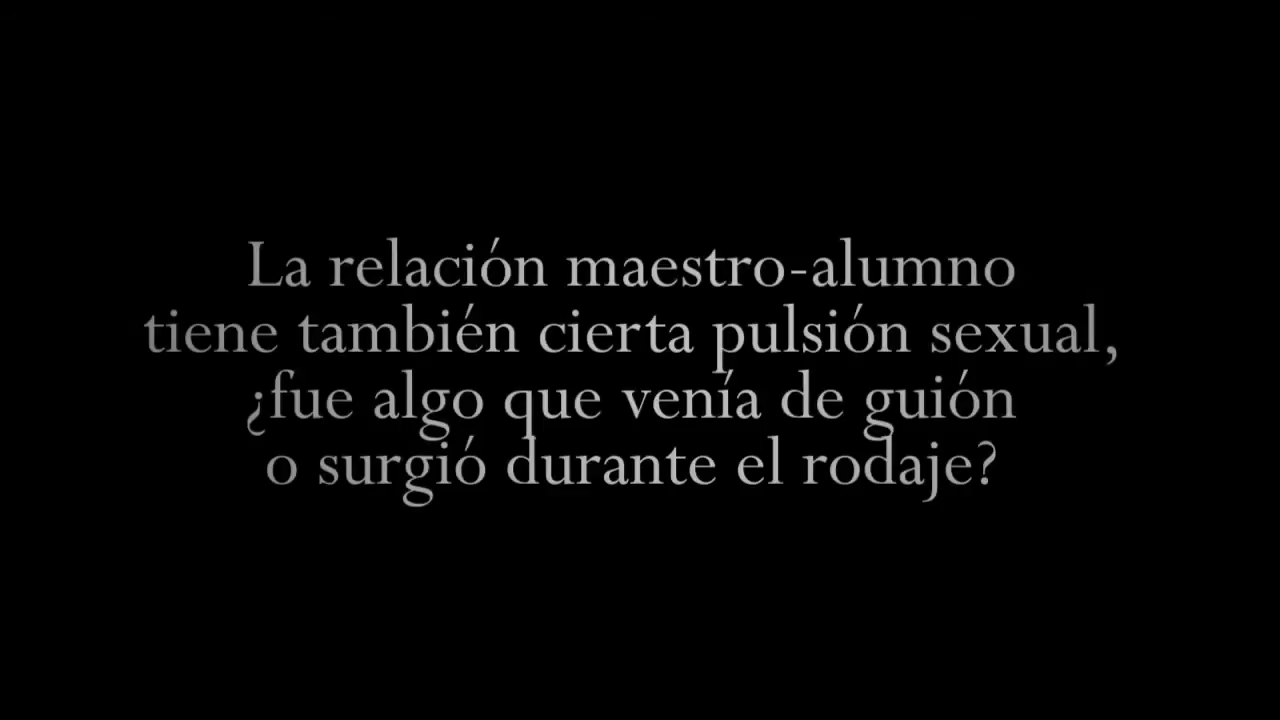 La relación maestro-alumno
tiene también cierta pulsión sexual,
¿fue algo que venía de guión
o surgió durante el rodaje?